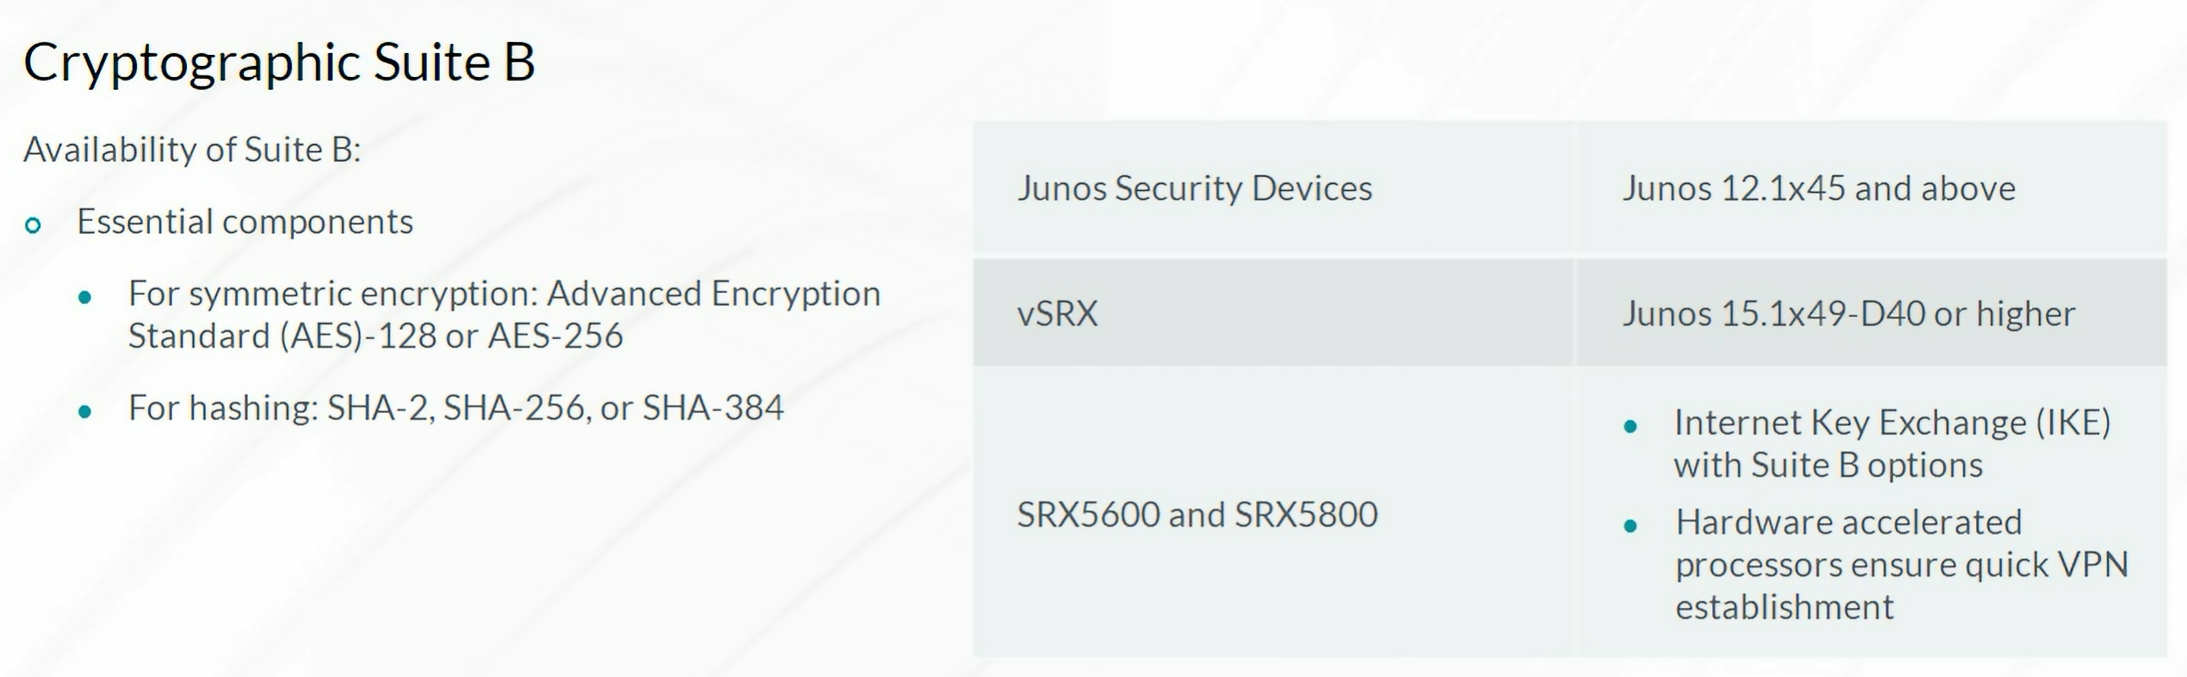 Cryptographic Suite B
Availability of Suite B:
Essential components
For symmetric encryption: Advanced Encryption
Standard (AES)-128 or AES-256
For hashing: SHA-2, SHA-256, or SHA-384
Junos Security Devices
Junos 12.1x45 and above
vSRX
Junos 15.1x49-D40 or higher
SRX5600 and SRX5800
Internet Key Exchange (IKE)
with Suite B options
Hardware accelerated
processors ensure quick VPN
establishment